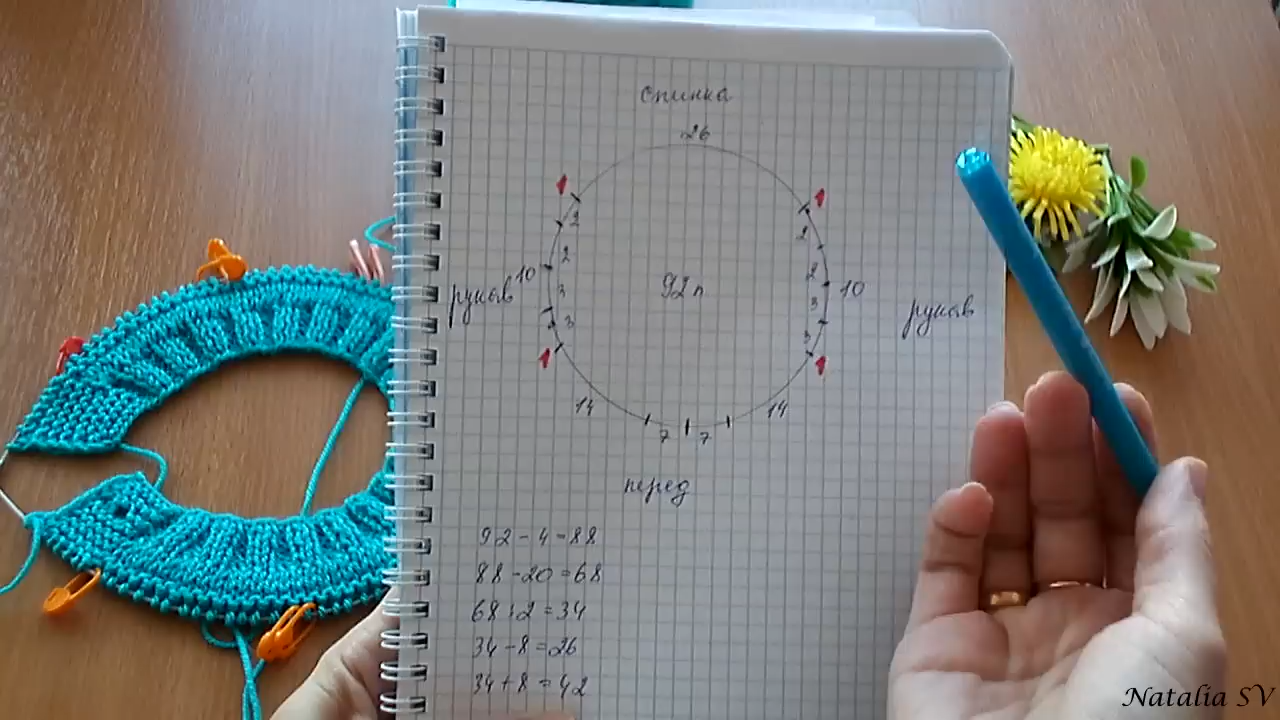 спинка
26
2 2
2 2
10 3 92 п 3 10
рукав рукав
3 3
14 14
7 7
перед
92 - 4 = 88
88 - 20 = 68
68 : 2 = 34
34 - 8 = 26
34 + 8 = 42
Natalia SV